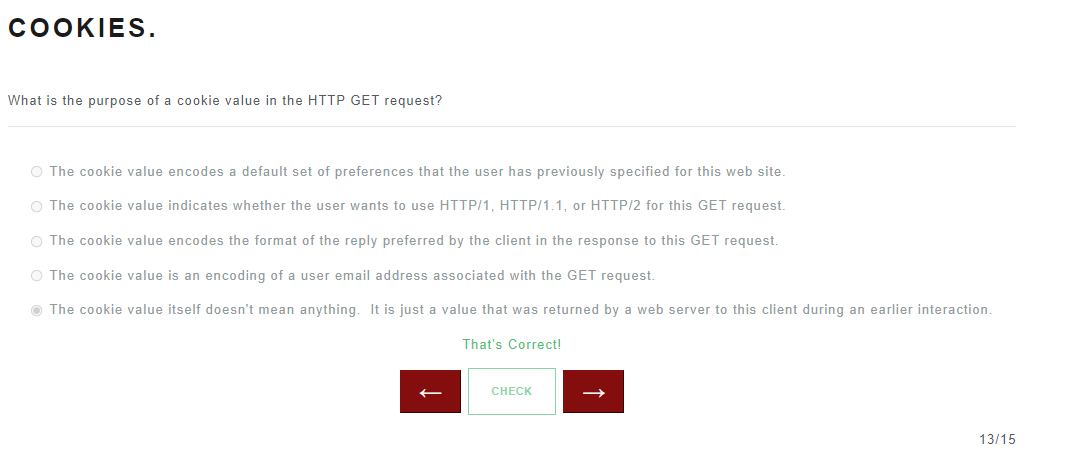 COOKIES.
What is the purpose of a cookie value in the HTTP GET request?
The cookie value encodes a default set of preferences that the user has previously specified for this web site.
The cookie value indicates whether the user wants to use HTTP/1, HTTP/1.1, or HTTP/2 for this GET request.
The cookie value encodes the format of the reply preferred by the client in the response to this GET request.
The cookie value is an encoding of a user email address associated with the GET request.
The cookie value itself doesn't mean anything.  It is just a value that was returned by a web server to this client during an earlier interaction.
That's Correct!
← CHECK →
13/15